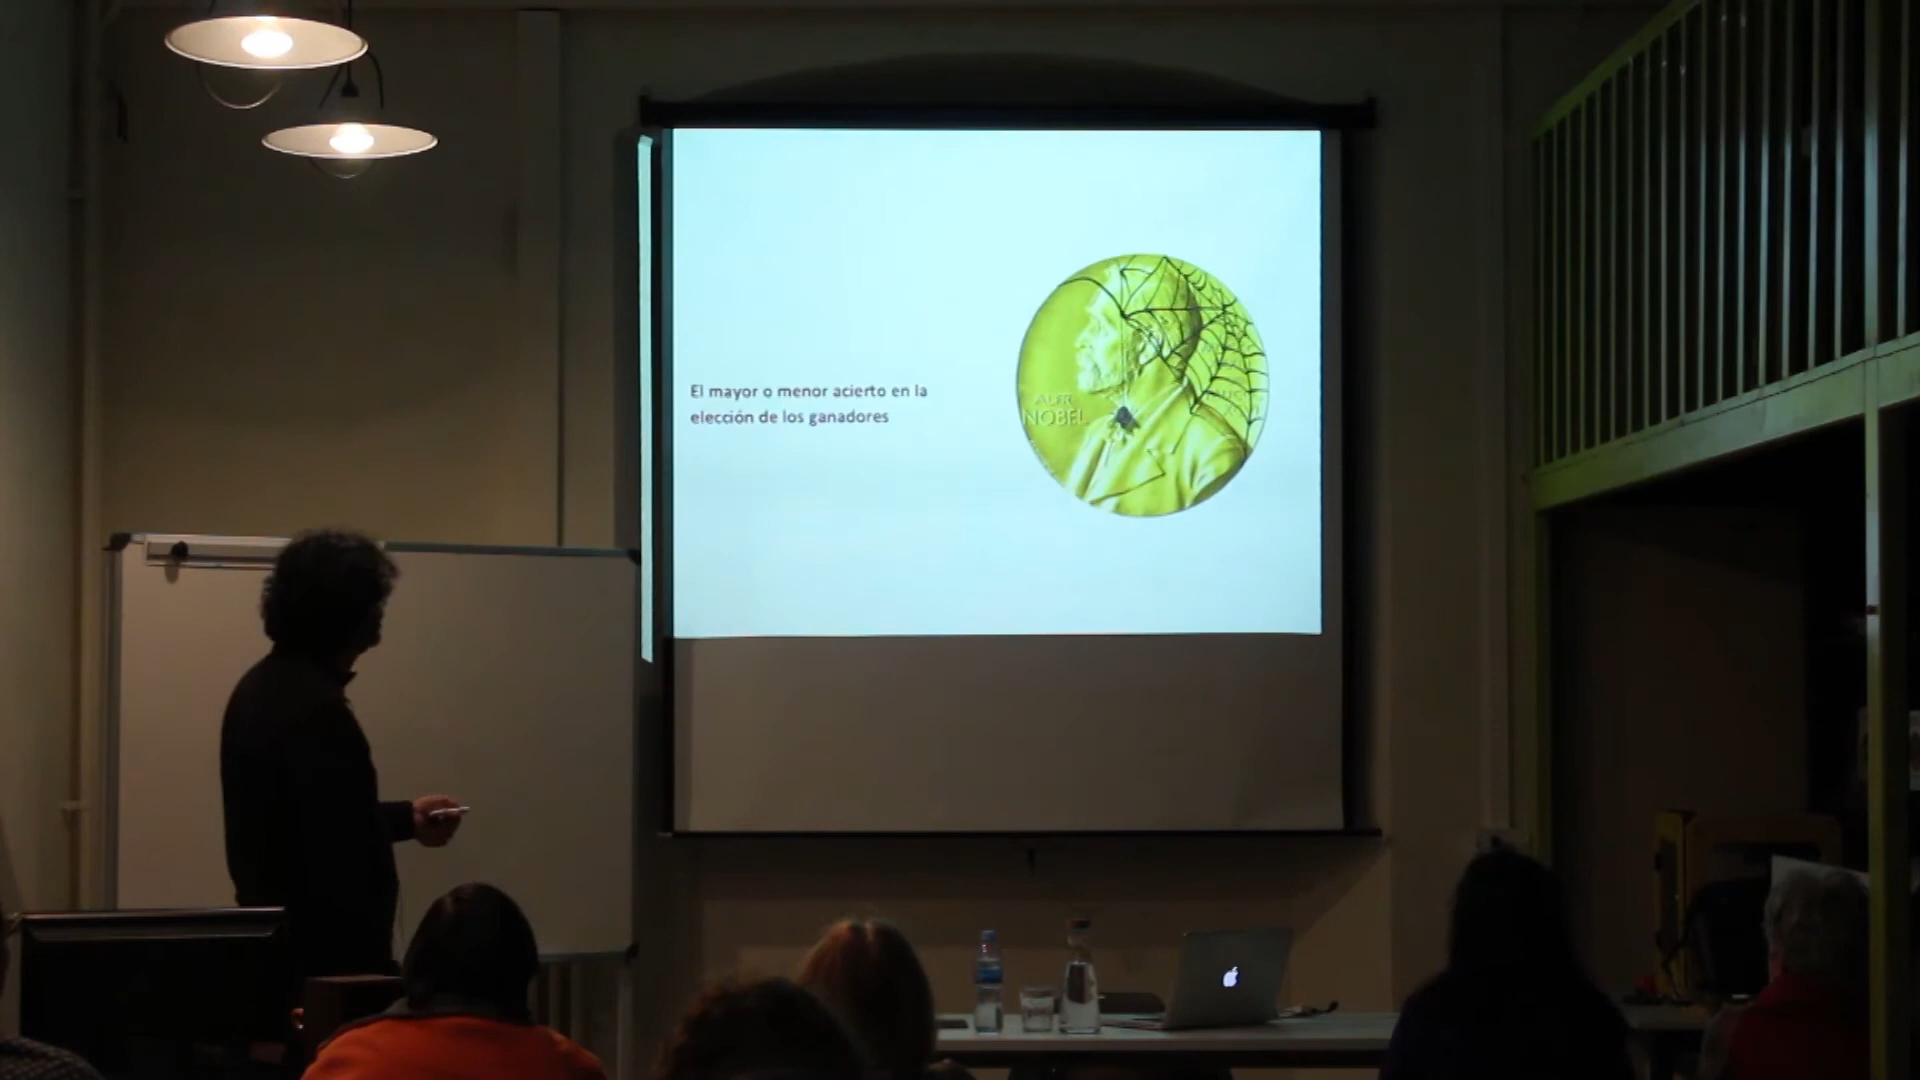 El mayor o menor acierto en la
elección de los ganadores
ALFR
NOBEL